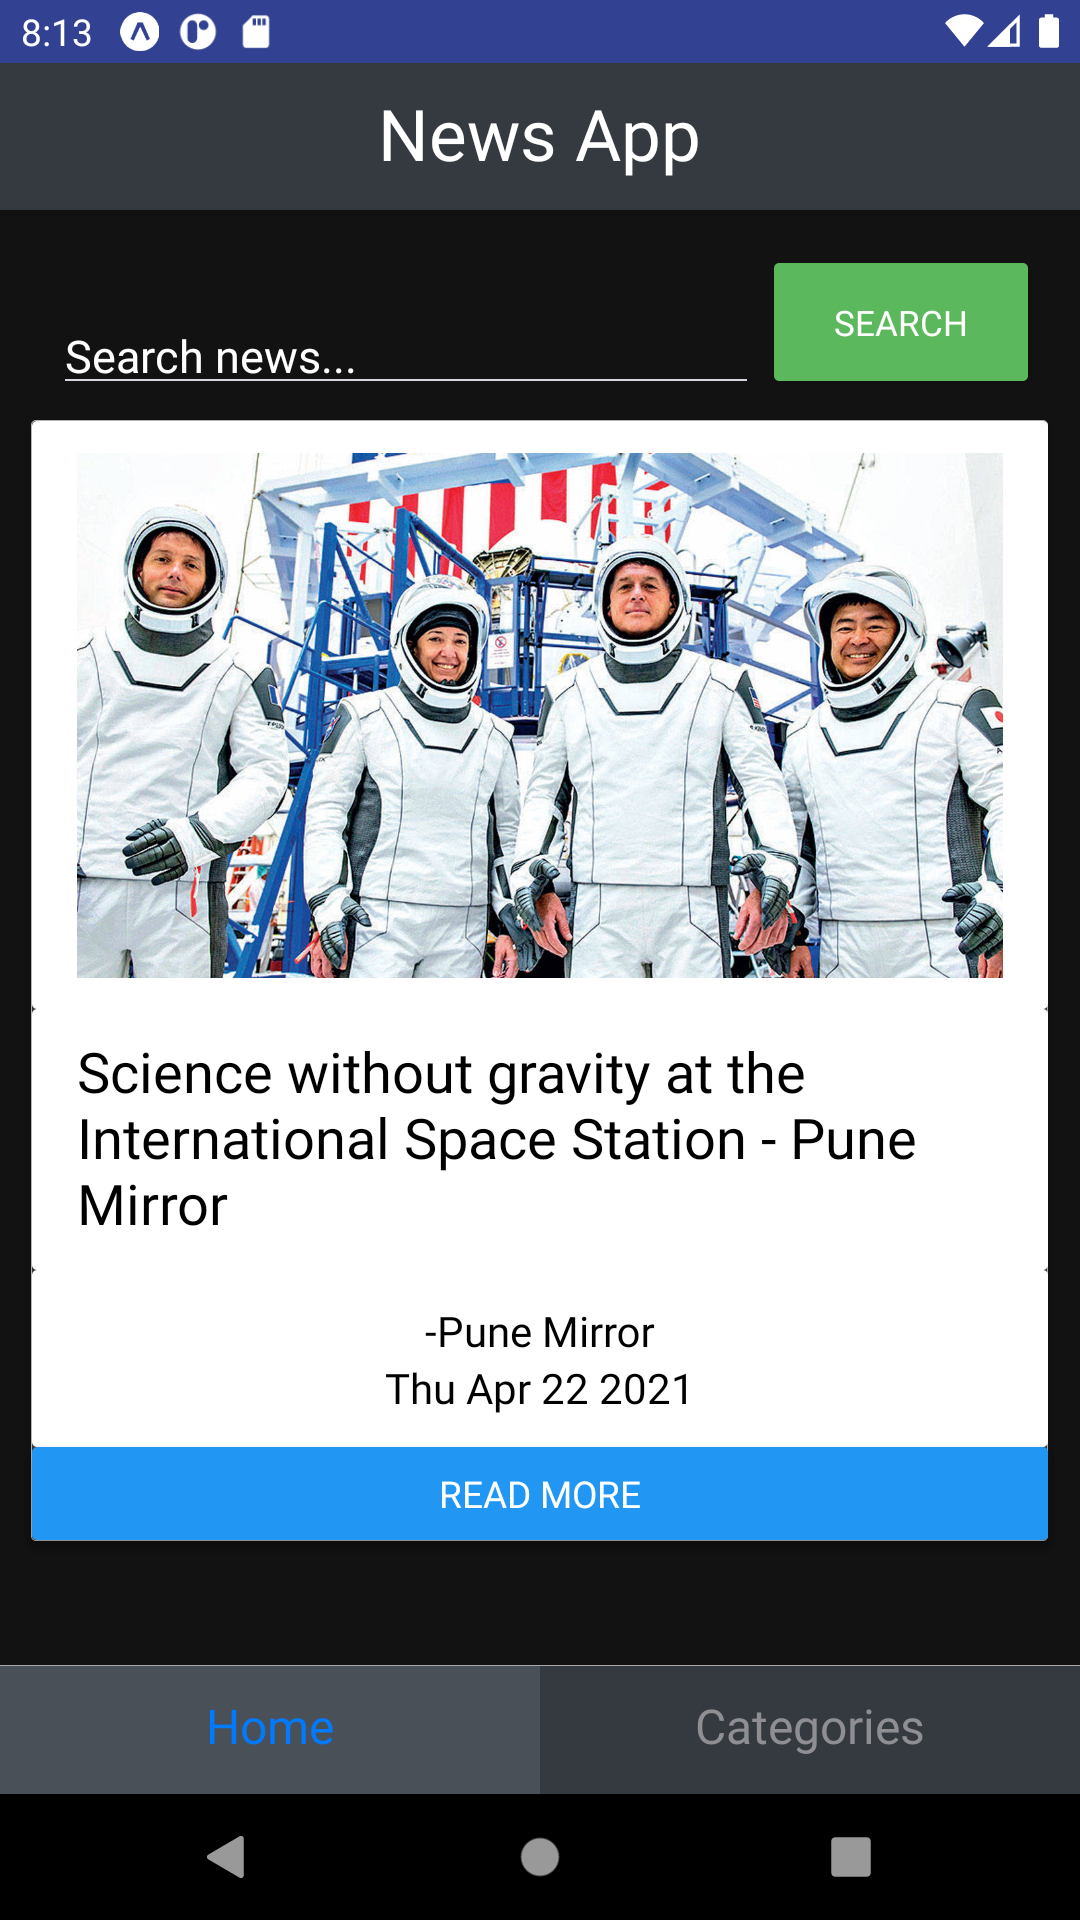 8:13
News App
Search news...
SEARCH
Science without gravity at the
International Space Station - Pune
Mirror
-Pune Mirror
Thu Apr 22 2021
READ MORE
Home
Categories